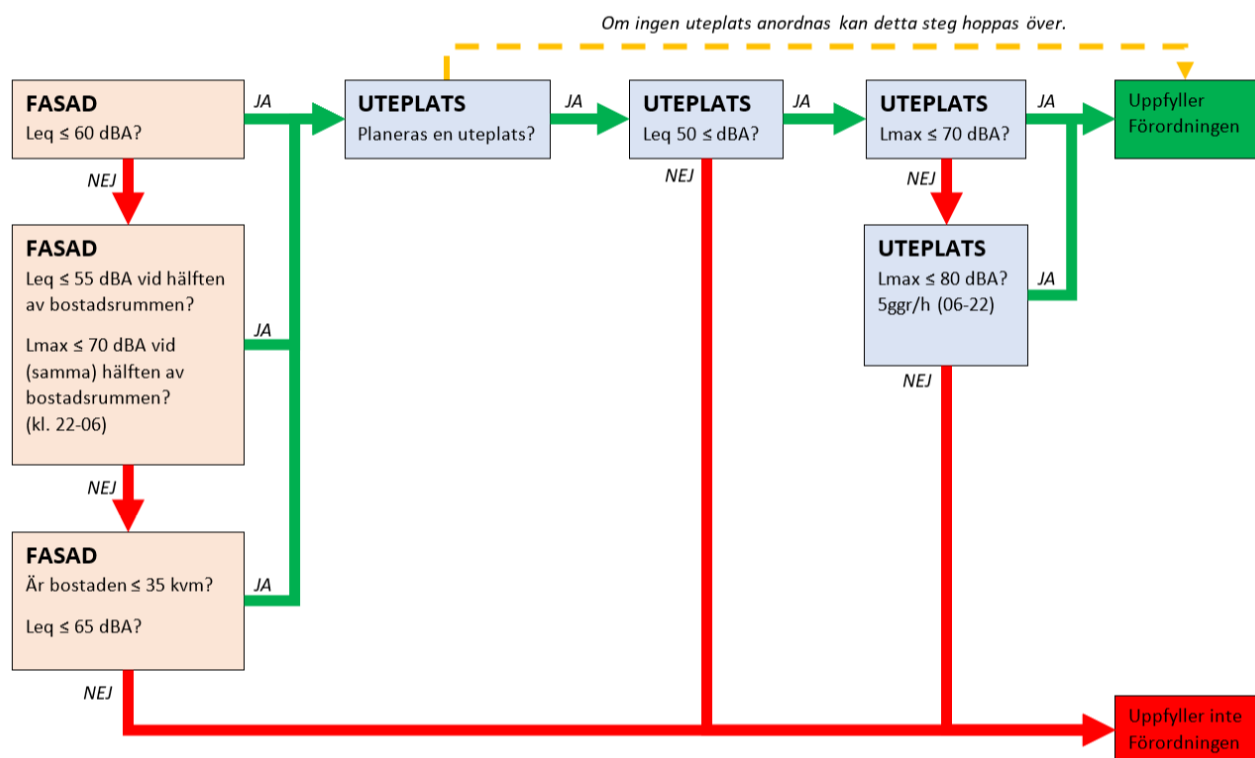 Om ingen uteplats anordnas kan detta steg hoppas över.
FASAD
Leq ≤ 60 dBA?
JA
UTEPLATS
Planeras en uteplats?
JA
UTEPLATS
Leq 50 ≤ dBA?
JA
UTEPLATS
Lmax ≤ 70 dBA?
JA
Uppfyller
Förordningen
NEJ
NEJ
NEJ
FASAD
Leq ≤ 55 dBA vid hälften
av bostadsrummen?
Lmax ≤ 70 dBA vid
(samma) hälften av
bostadsrummen?
(kl. 22-06)
JA
UTEPLATS
Lmax ≤ 80 dBA?
5ggr/h (06-22)
JA
NEJ
NEJ
FASAD
Är bostaden ≤ 35 kvm?
Leq ≤ 65 dBA?
JA
NEJ
Uppfyller inte
Förordningen